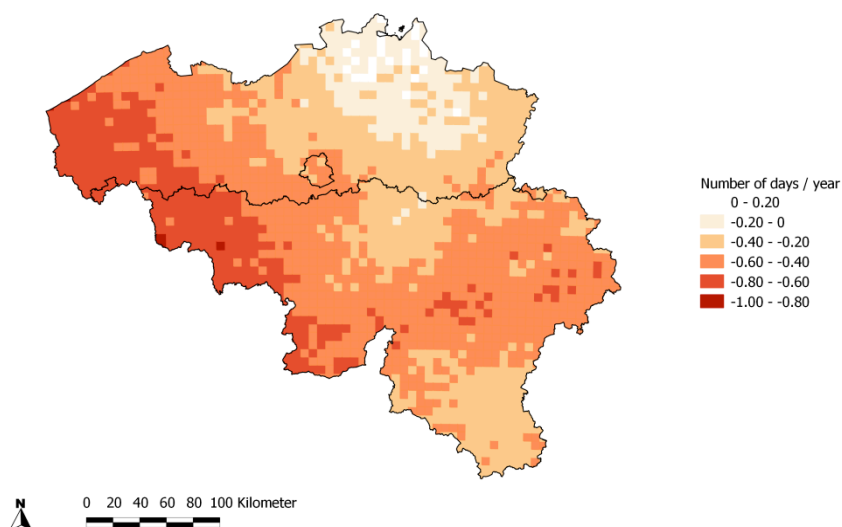 Number of days / year
0 - 0.20
-0.20 - 0
-0.40 - -0.20
-0.60 - -0.40
-0.80 - -0.60
-1.00 - -0.80
N
0 20 40 60 80 100 Kilometer